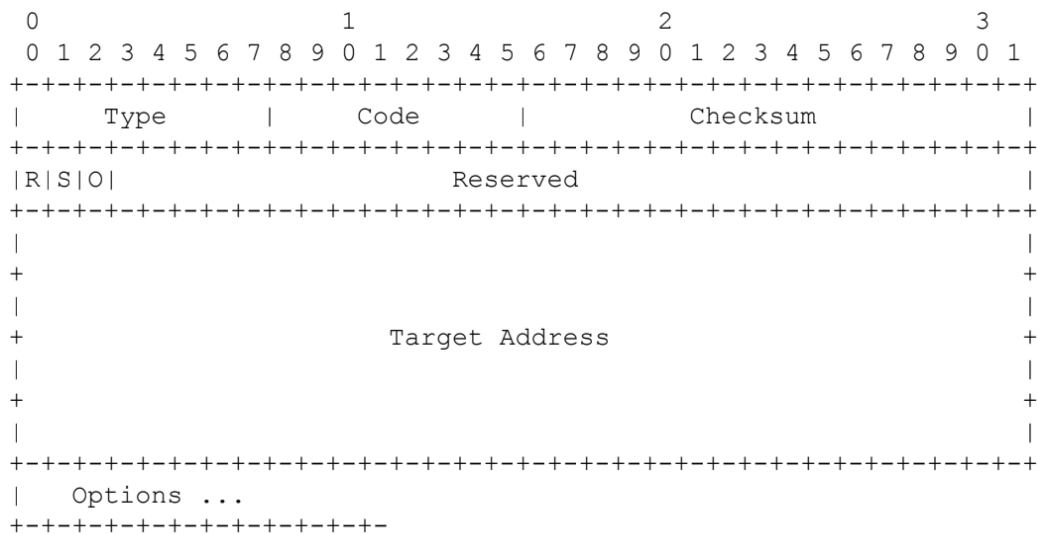 0                   1                   2                   3
 0 1 2 3 4 5 6 7 8 9 0 1 2 3 4 5 6 7 8 9 0 1 2 3 4 5 6 7 8 9 0 1
+-+-+-+-+-+-+-+-+-+-+-+-+-+-+-+-+-+-+-+-+-+-+-+-+-+-+-+-+-+-+-+-+
|     Type      |     Code      |          Checksum             |
+-+-+-+-+-+-+-+-+-+-+-+-+-+-+-+-+-+-+-+-+-+-+-+-+-+-+-+-+-+-+-+-+
|R|S|O|                     Reserved                            |
+-+-+-+-+-+-+-+-+-+-+-+-+-+-+-+-+-+-+-+-+-+-+-+-+-+-+-+-+-+-+-+-+
|                                                               |
+                                                               +
|                                                               |
+                       Target Address                          +
|                                                               |
+                                                               +
|                                                               |
+-+-+-+-+-+-+-+-+-+-+-+-+-+-+-+-+-+-+-+-+-+-+-+-+-+-+-+-+-+-+-+-+
|   Options ...
+-+-+-+-+-+-+-+-+-+-+-+-